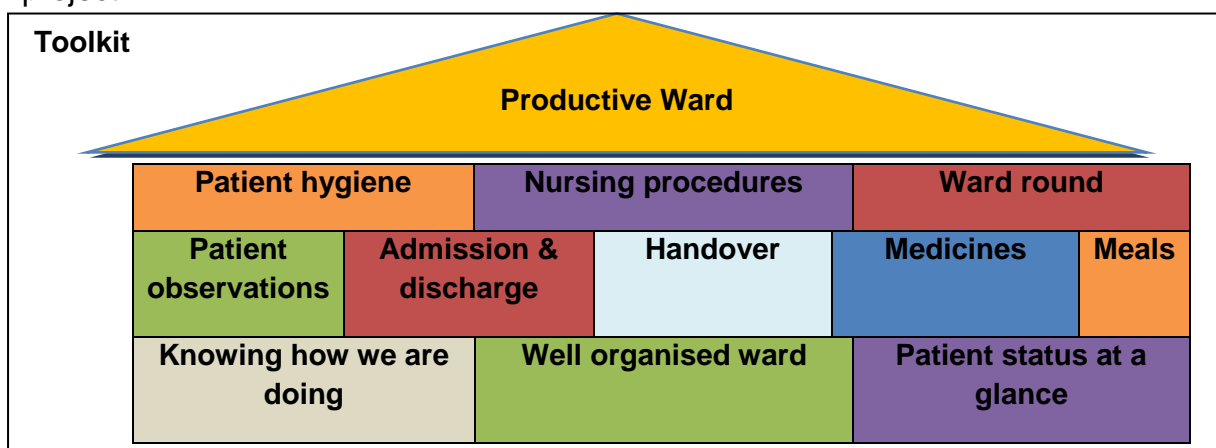 Toolkit
Productive Ward
Patient hygiene
Nursing procedures
Ward round
Patient
observations
Admission &
discharge
Handover
Medicines
Meals
Knowing how we are
doing
Well organised ward
Patient status at a
glance